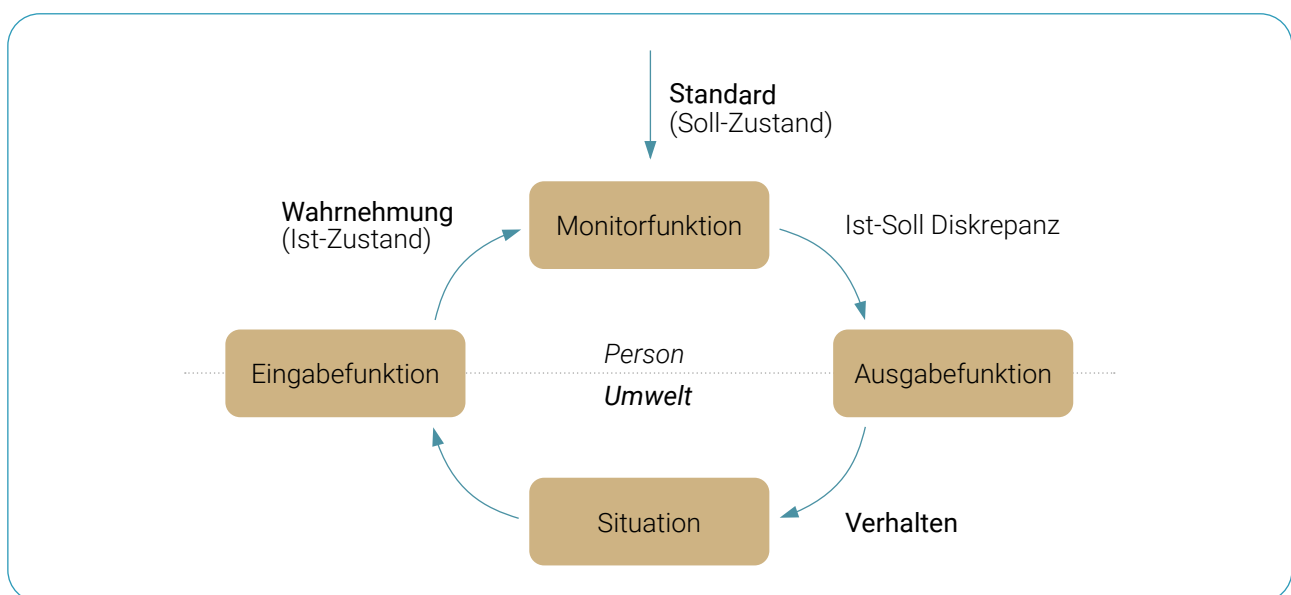 Standard
(Soll-Zustand)
Wahrnehmung
(Ist-Zustand)
Monitorfunktion
Ist-Soll Diskrepanz
Eingabefunktion
Person
Umwelt
Ausgabefunktion
Situation
Verhalten